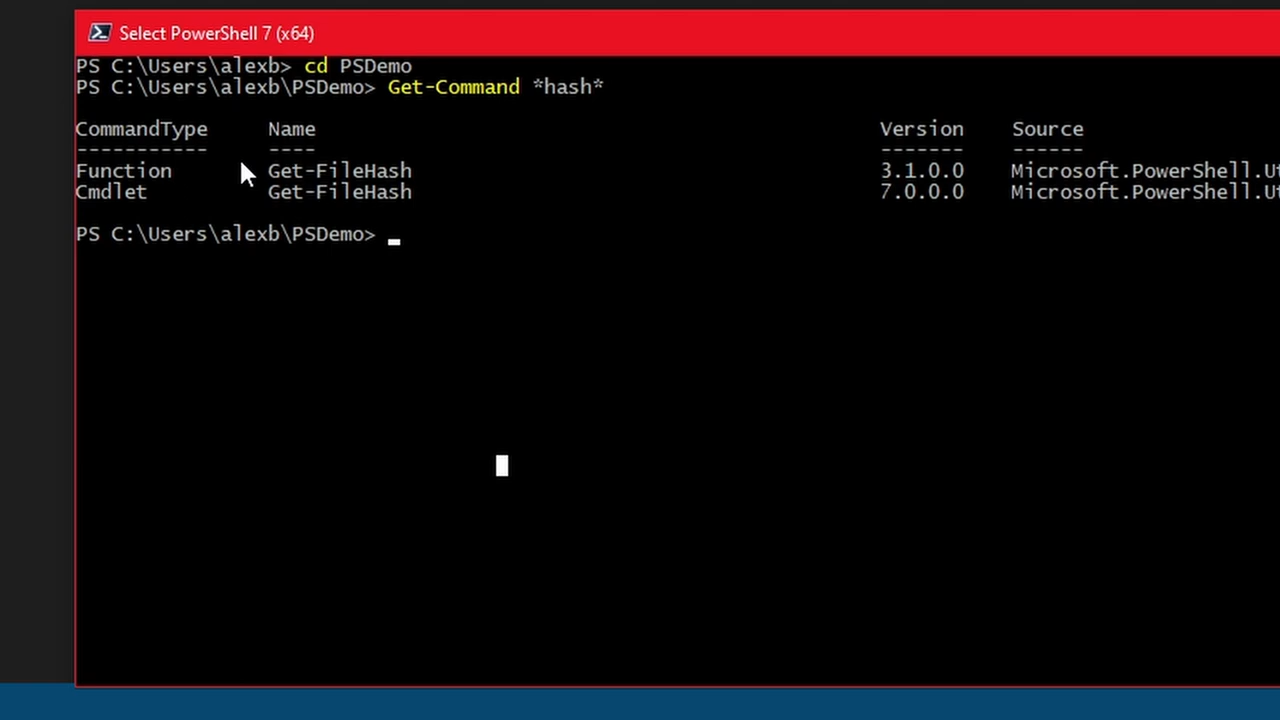 Select PowerShell 7 (x64)
PS C:\Users\alexb> cd PSDemo
PS C:\Users\alexb\PSDemo> Get-Command *hash*
CommandType Name Version Source
----------- ---- ------- ------
Function Get-FileHash 3.1.0.0 Microsoft.PowerShell.Ut
Cmdlet Get-FileHash 7.0.0.0 Microsoft.PowerShell.Ut
PS C:\Users\alexb\PSDemo>